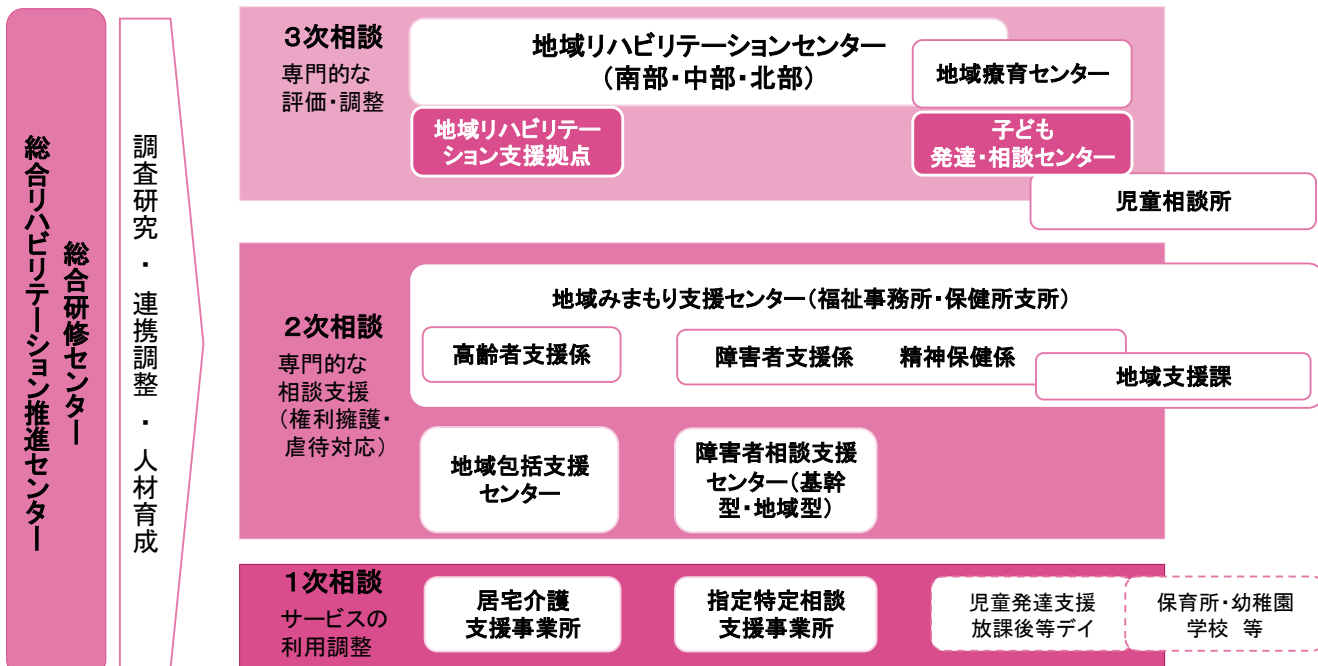 総合研修センター
総合リハビリテーション推進センター
調査研究・連携調整・人材育成
3次相談
専門的な
評価・調整
地域リハビリテーションセンター
（南部・中部・北部）
地域療育センター
地域リハビリテー
ション支援拠点
子ども
発達・相談センター
児童相談所
2次相談
専門的な
相談支援
（権利擁護・
虐待対応）
地域みまもり支援センター（福祉事務所・保健所支所）
高齢者支援係
障害者支援係 精神保健係
地域支援課
地域包括支援
センター
障害者相談支援
センター（基幹
型・地域型）
1次相談
サービスの
利用調整
居宅介護
支援事業所
指定特定相談
支援事業所
児童発達支援
放課後等デイ
保育所・幼稚園
学校 等